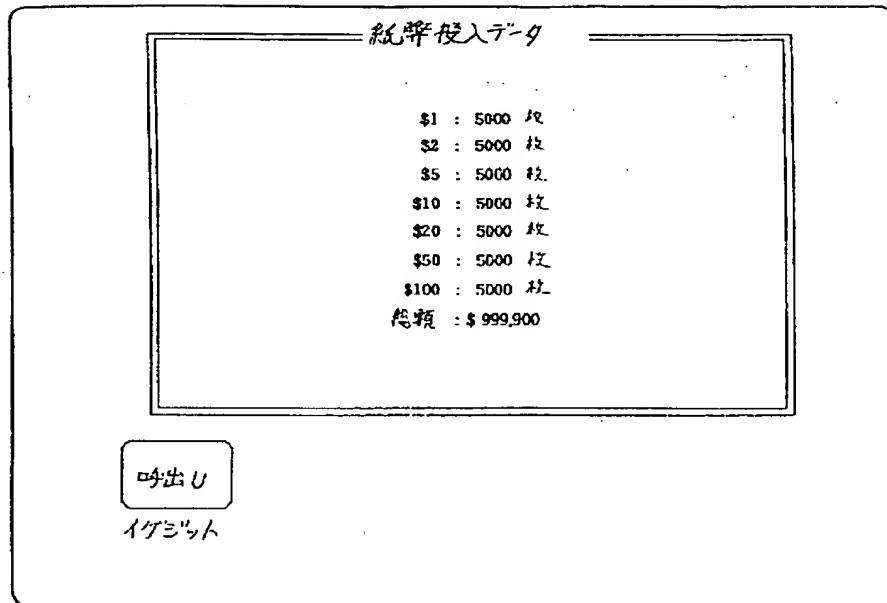 紙幣投入データ
$1 : 5000 枚
$2 : 5000 枚
$5 : 5000 枚
$10 : 5000 枚
$20 : 5000 枚
$50 : 5000 枚
$100 : 5000 枚
総額 : $ 999,900
呼出し
イグジット